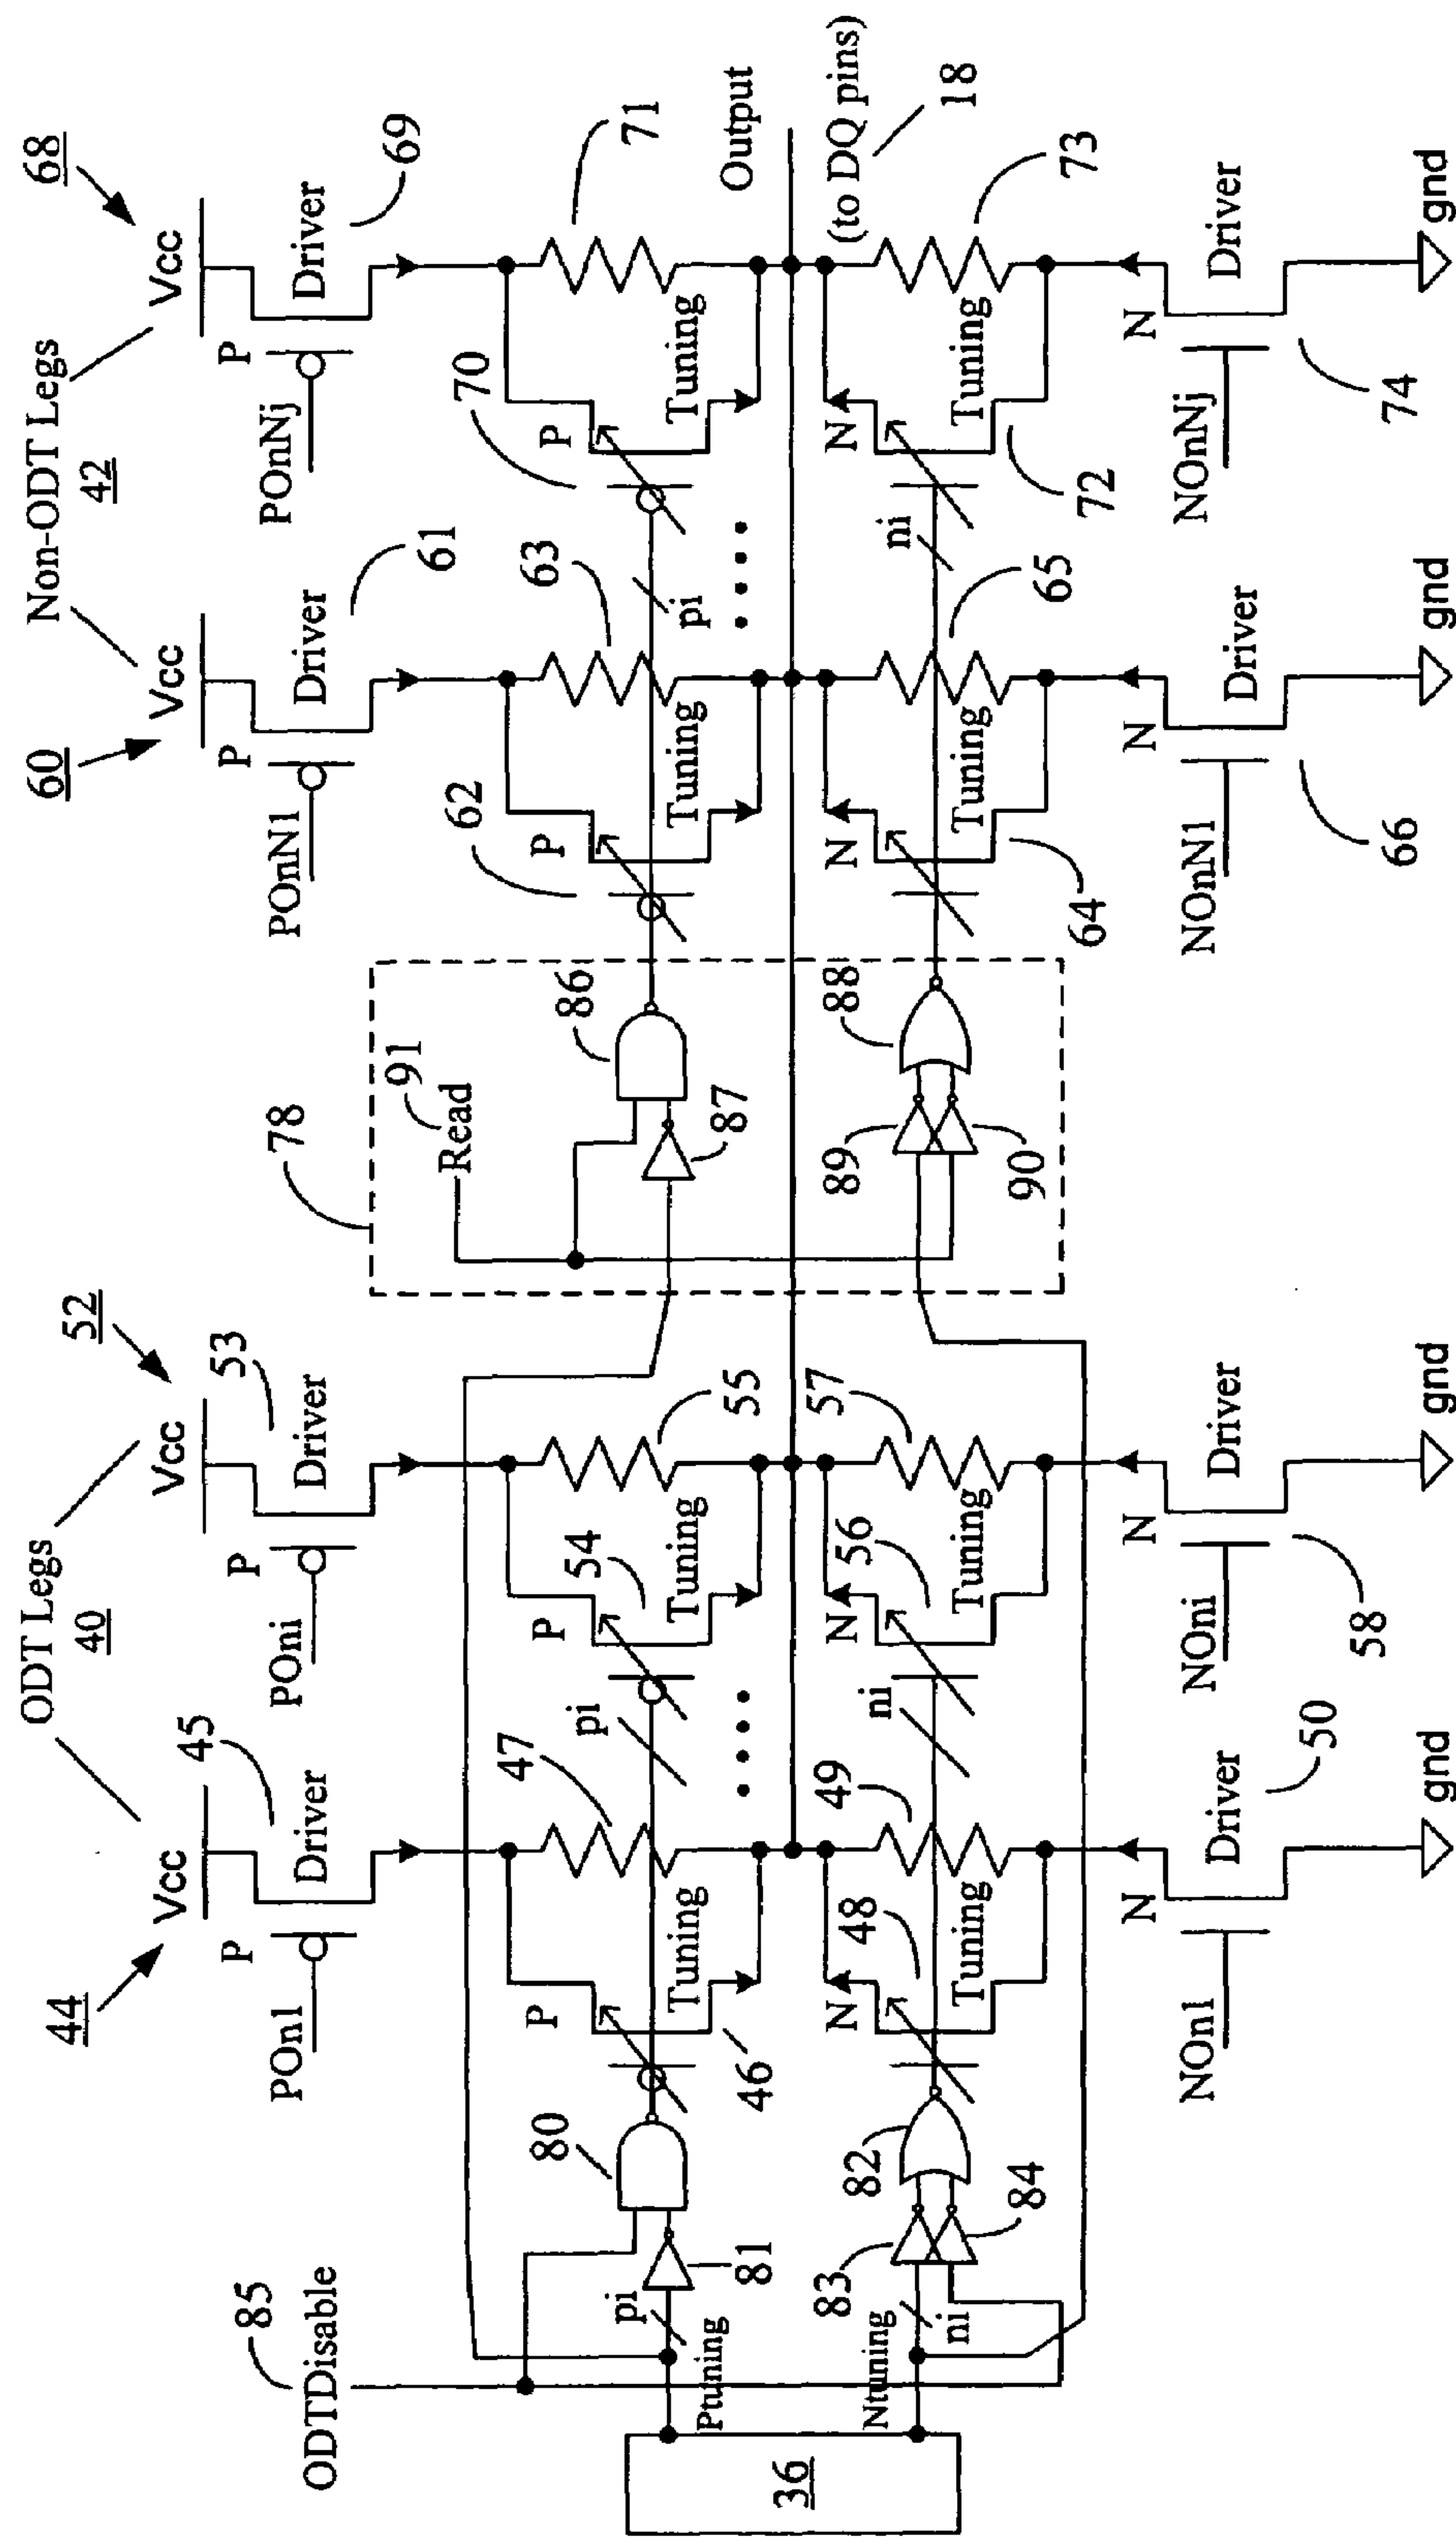 ODT Legs
40
Non-ODT Legs
42
44
52
60
68
Vcc
Vcc
Vcc
Vcc
P
45
Driver
POn1
P
53
Driver
POni
P
61
Driver
POnN1
P
69
Driver
POnNj
85
ODTDisable
78
91
Read
36
Ptuning
pi
81
80
P
46
Tuning
47
pi
P
54
Tuning
55
87
86
62
P
Tuning
63
pi
70
P
Tuning
71
Output
(to DQ pins)
18
Ntuning
ni
83
84
82
N
48
Tuning
49
ni
N
56
Tuning
57
89
90
88
N
64
Tuning
65
ni
N
72
Tuning
73
NOn1
N
Driver
50
gnd
NOni
N
Driver
58
gnd
NOnN1
N
Driver
66
gnd
NOnNj
N
Driver
74
gnd